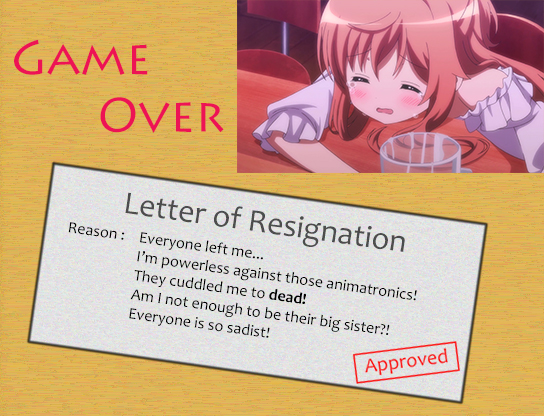 Game
Over
Letter of Resignation
Reason : Everyone left me...
I'm powerless against those animatronics!
They cuddled me to dead!
Am I not enough to be their big sister?!
Everyone is so sadist!
Approved